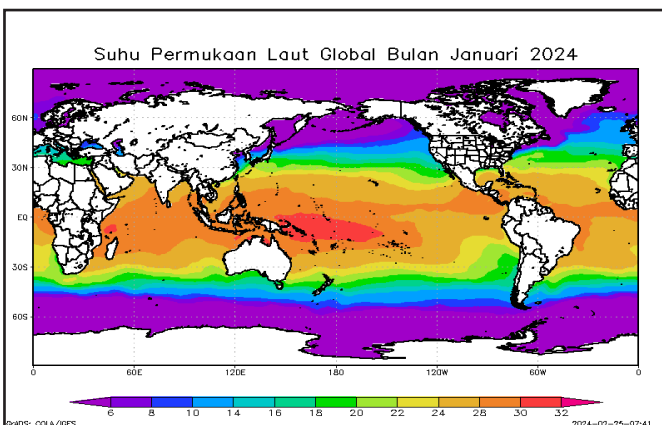 Suhu Permukaan Laut Global Bulan Januari 2024
60N
30N
EQ
30S
60S
0 60E 120E 180 120W 60W 0
6 8 10 14 16 18 20 22 24 28 30 32
GrADS: COLA/IGES 2024-02-25-07:41